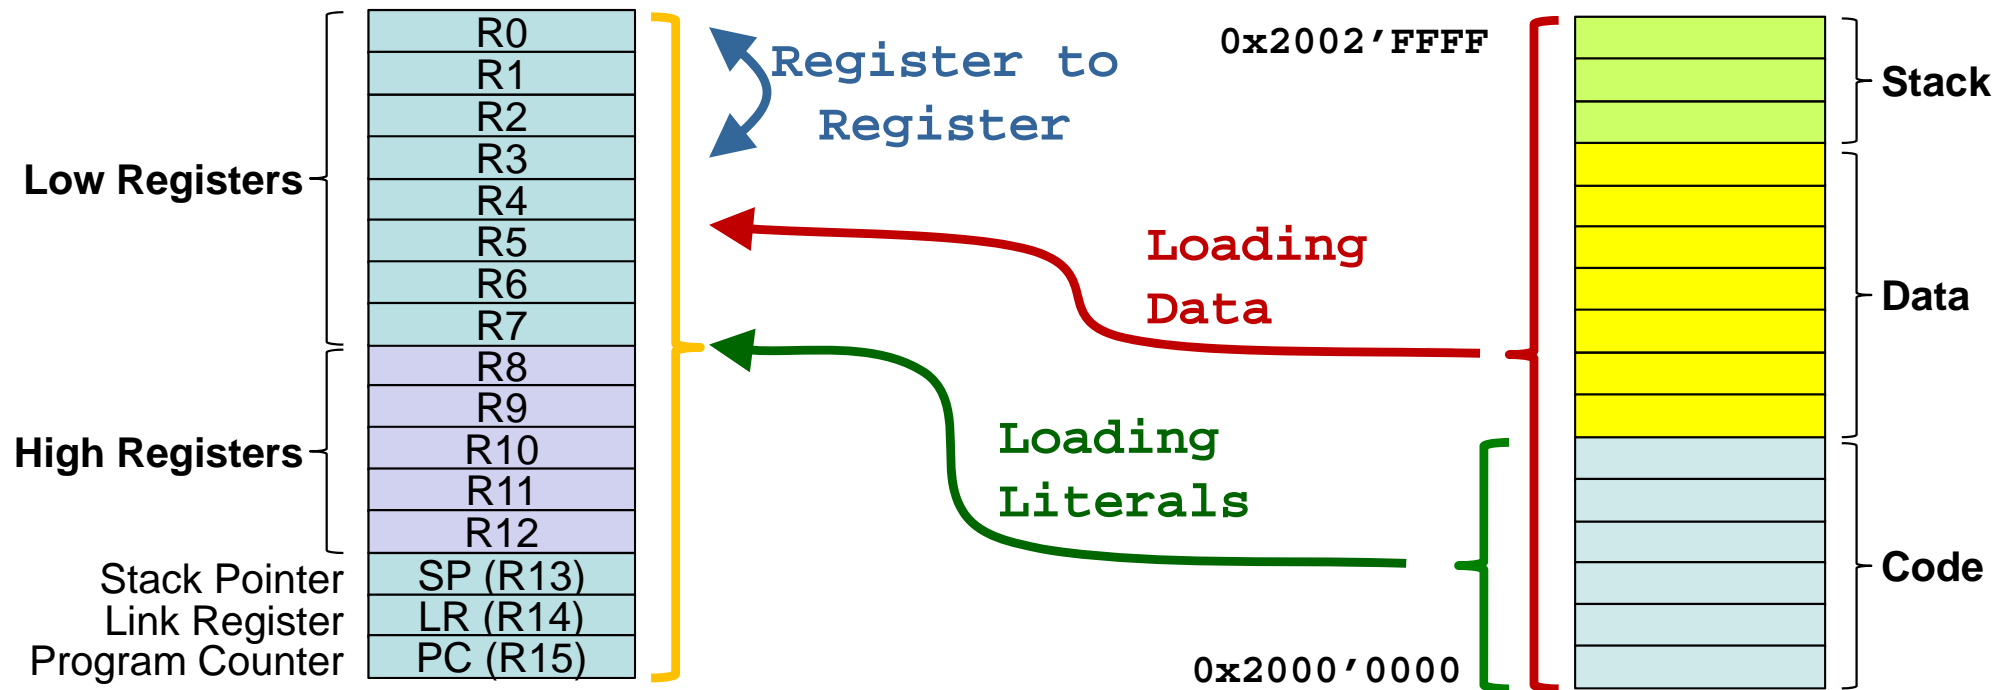 Low Registers
High Registers
Stack Pointer
Link Register
Program Counter
R0
R1
R2
R3
R4
R5
R6
R7
R8
R9
R10
R11
R12
SP (R13)
LR (R14)
PC (R15)
Register to
Register
Loading
Data
Loading
Literals
0x2002'FFFF
0x2000'0000
Stack
Data
Code